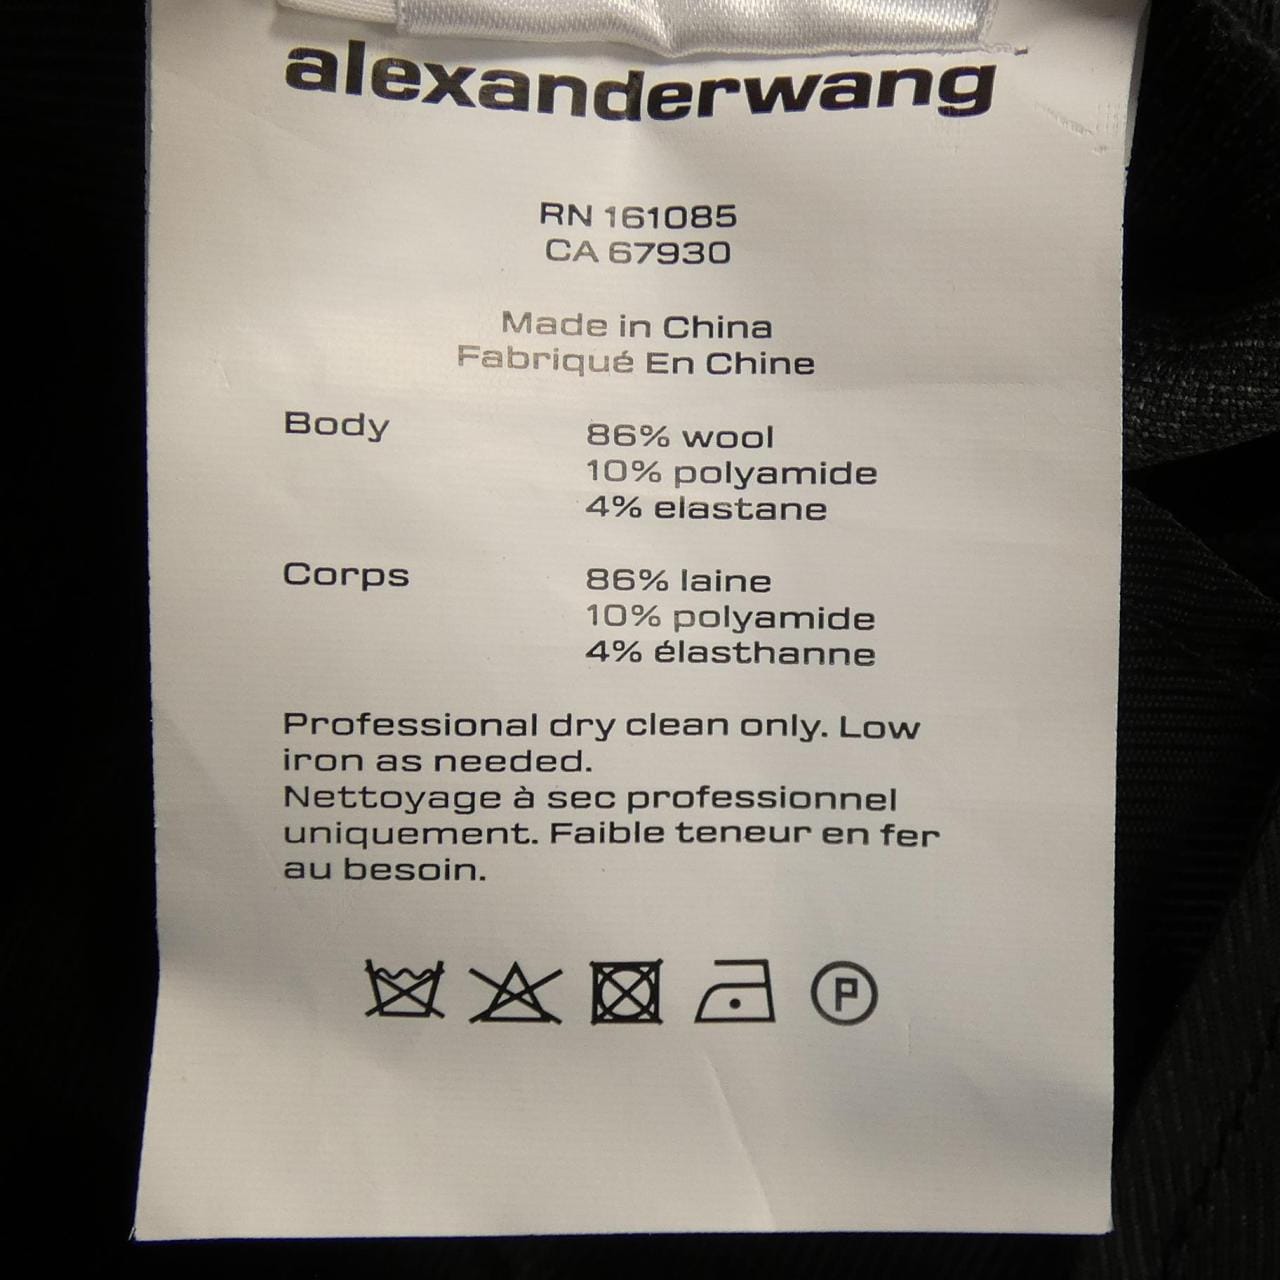 alexanderwang
RN 161085
CA 67930
Made in China
Fabriqué En Chine
Body 86% wool
10% polyamide
4% elastane
Corps 86% laine
10% polyamide
4% élasthanne
Professional dry clean only. Low
iron as needed.
Nettoyage à sec professionnel
uniquement. Faible teneur en fer
au besoin.
P